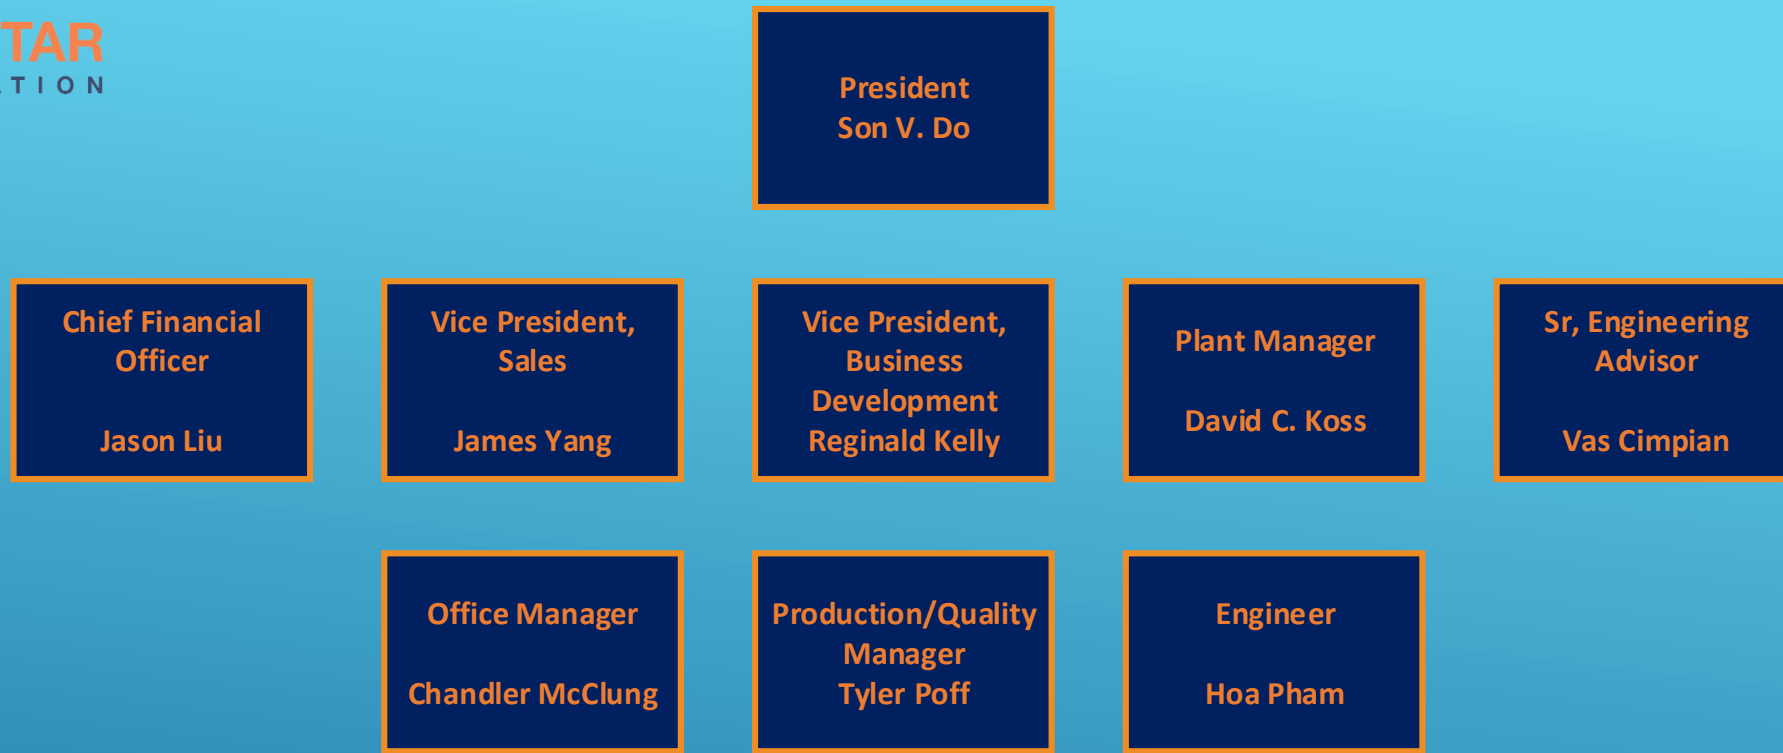 TAR
ATION
President
Son V. Do
Chief Financial
Officer
Jason Liu
Vice President,
Sales
James Yang
Vice President,
Business
Development
Reginald Kelly
Plant Manager
David C. Koss
Sr, Engineering
Advisor
Vas Cimpian
Office Manager
Chandler McClung
Production/Quality
Manager
Tyler Poff
Engineer
Hoa Pham